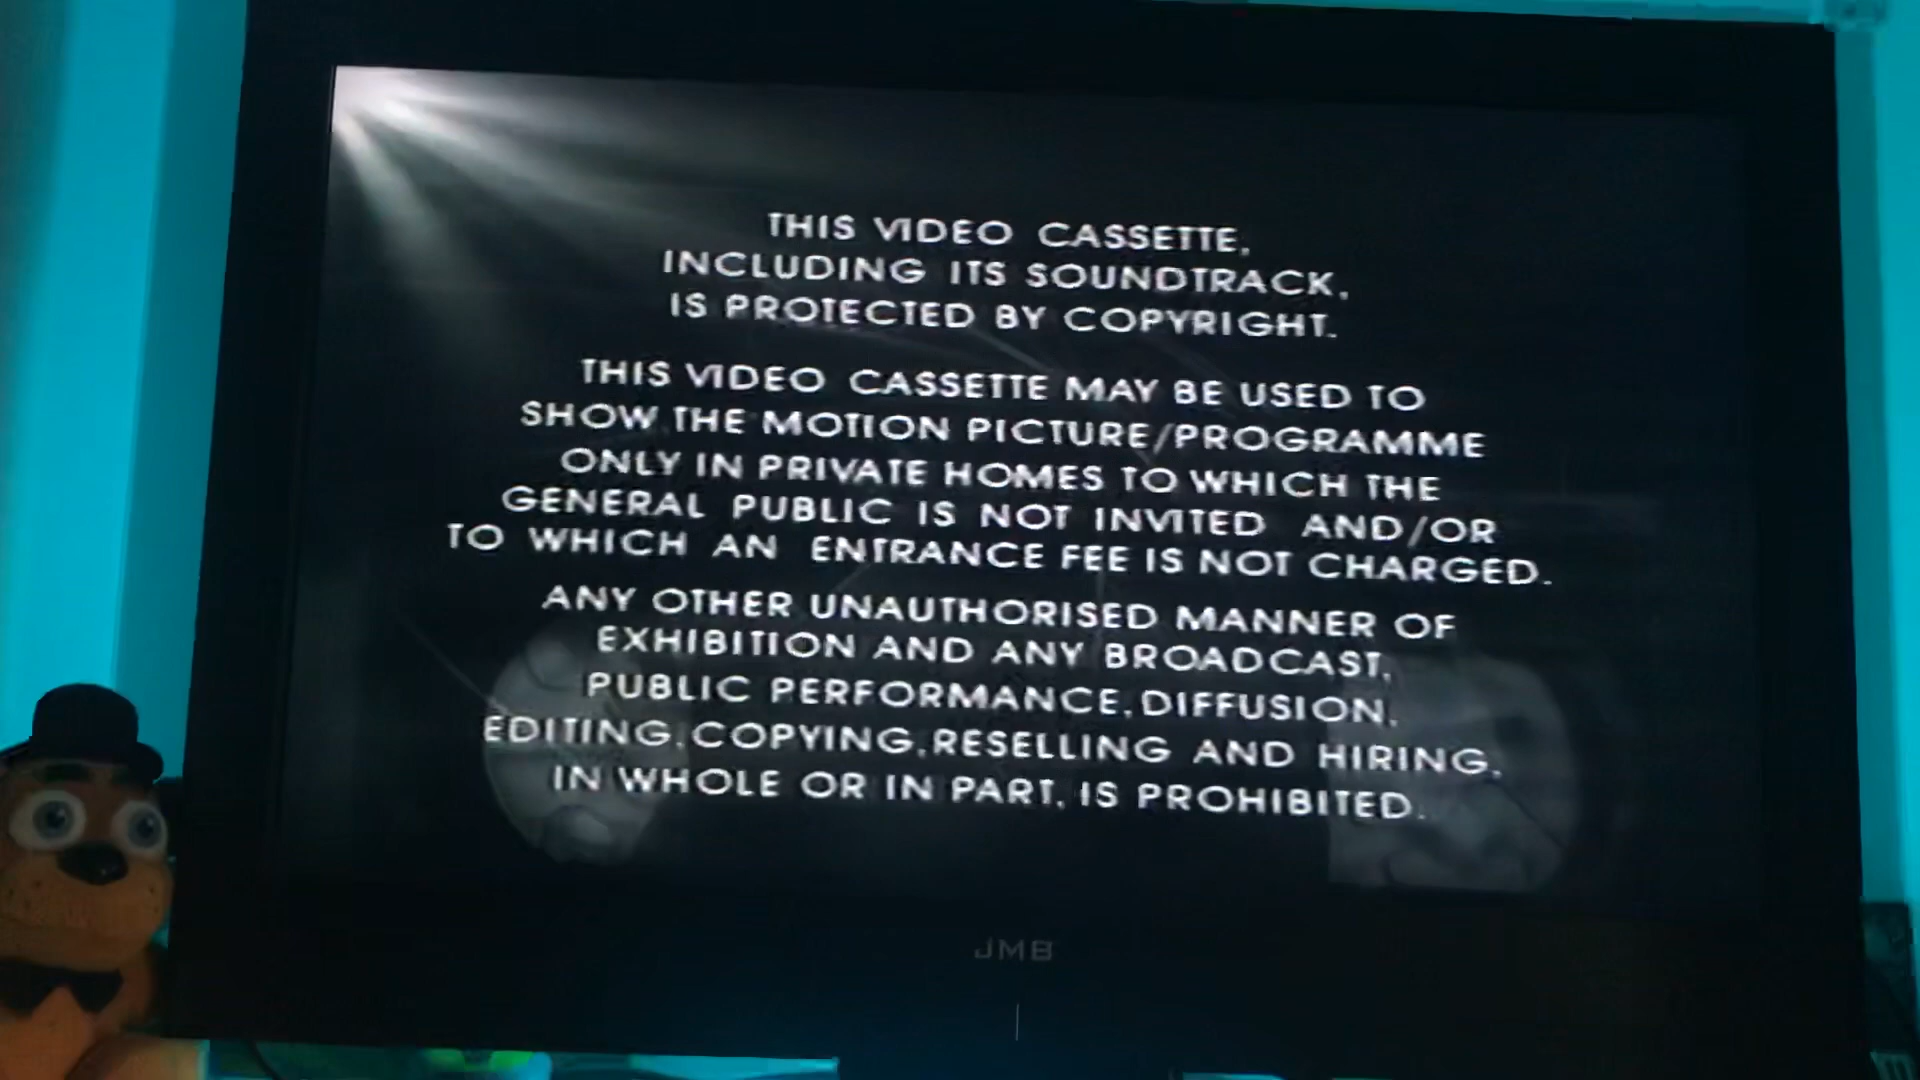 THIS VIDEO CASSETTE,
INCLUDING ITS SOUNDTRACK,
IS PROTECTED BY COPYRIGHT.
THIS VIDEO CASSETTE MAY BE USED TO
SHOW THE MOTION PICTURE/PROGRAMME
ONLY IN PRIVATE HOMES TO WHICH THE
GENERAL PUBLIC IS NOT INVITED AND/OR
TO WHICH AN ENTRANCE FEE IS NOT CHARGED.
ANY OTHER UNAUTHORISED MANNER OF
EXHIBITION AND ANY BROADCAST,
PUBLIC PERFORMANCE, DIFFUSION,
EDITING, COPYING, RESELLING AND HIRING,
IN WHOLE OR IN PART, IS PROHIBITED.
JMB